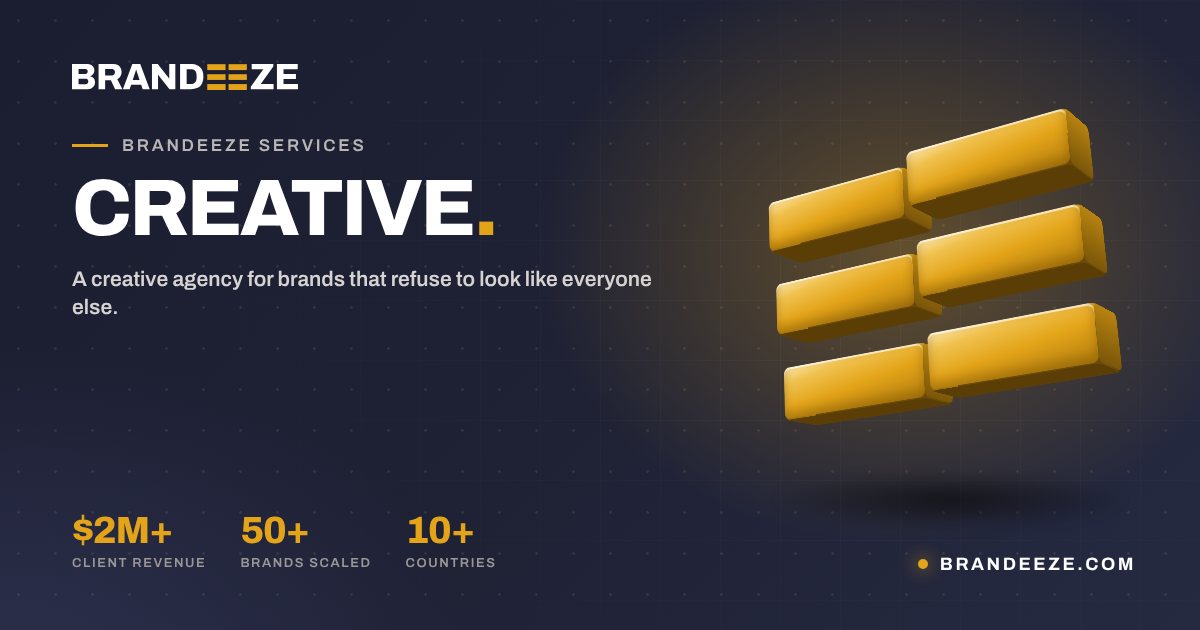 BRANDEEZE
BRANDEEZE SERVICES
CREATIVE.
A creative agency for brands that refuse to look like everyone
else.
$2M+ 50+ 10+
CLIENT REVENUE BRANDS SCALED COUNTRIES
BRANDEEZE.COM